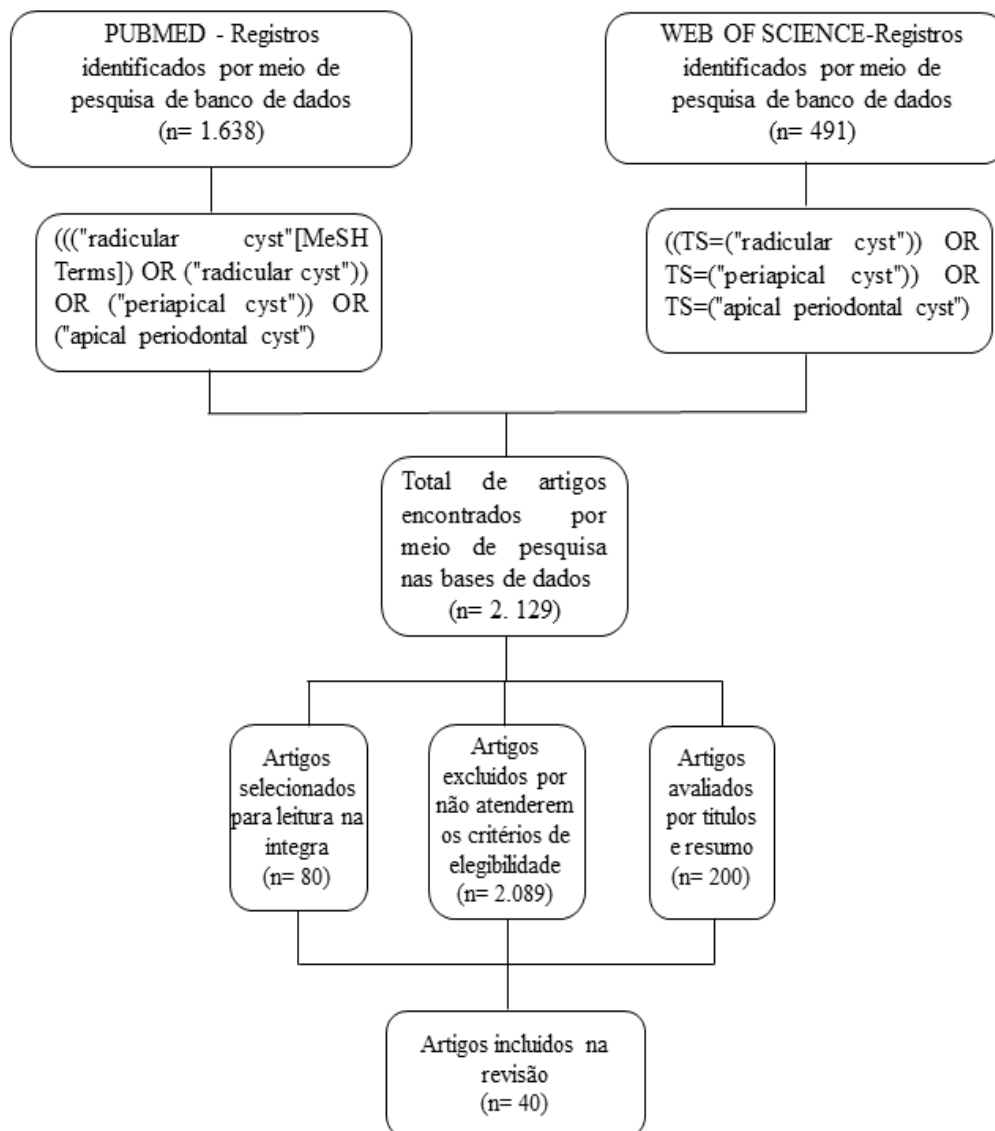 PUBMED - Registros
identificados por meio de
pesquisa de banco de dados
(n= 1.638)
WEB OF SCIENCE-Registros
identificados por meio de
pesquisa de banco de dados
(n= 491)
((("radicular cyst"[MeSH
Terms]) OR ("radicular cyst"))
OR ("periapical cyst")) OR
("apical periodontal cyst")
((TS=("radicular cyst")) OR
TS=("periapical cyst")) OR
TS=("apical periodontal cyst")
Total de artigos
encontrados por
meio de pesquisa
nas bases de dados
(n= 2. 129)
Artigos
selecionados
para leitura na
integra
(n= 80)
Artigos
excluidos por
não atenderem
os critérios de
elegibilidade
(n= 2.089)
Artigos
avaliados
por titulos
e resumo
(n= 200)
Artigos incluidos na
revisão
(n= 40)